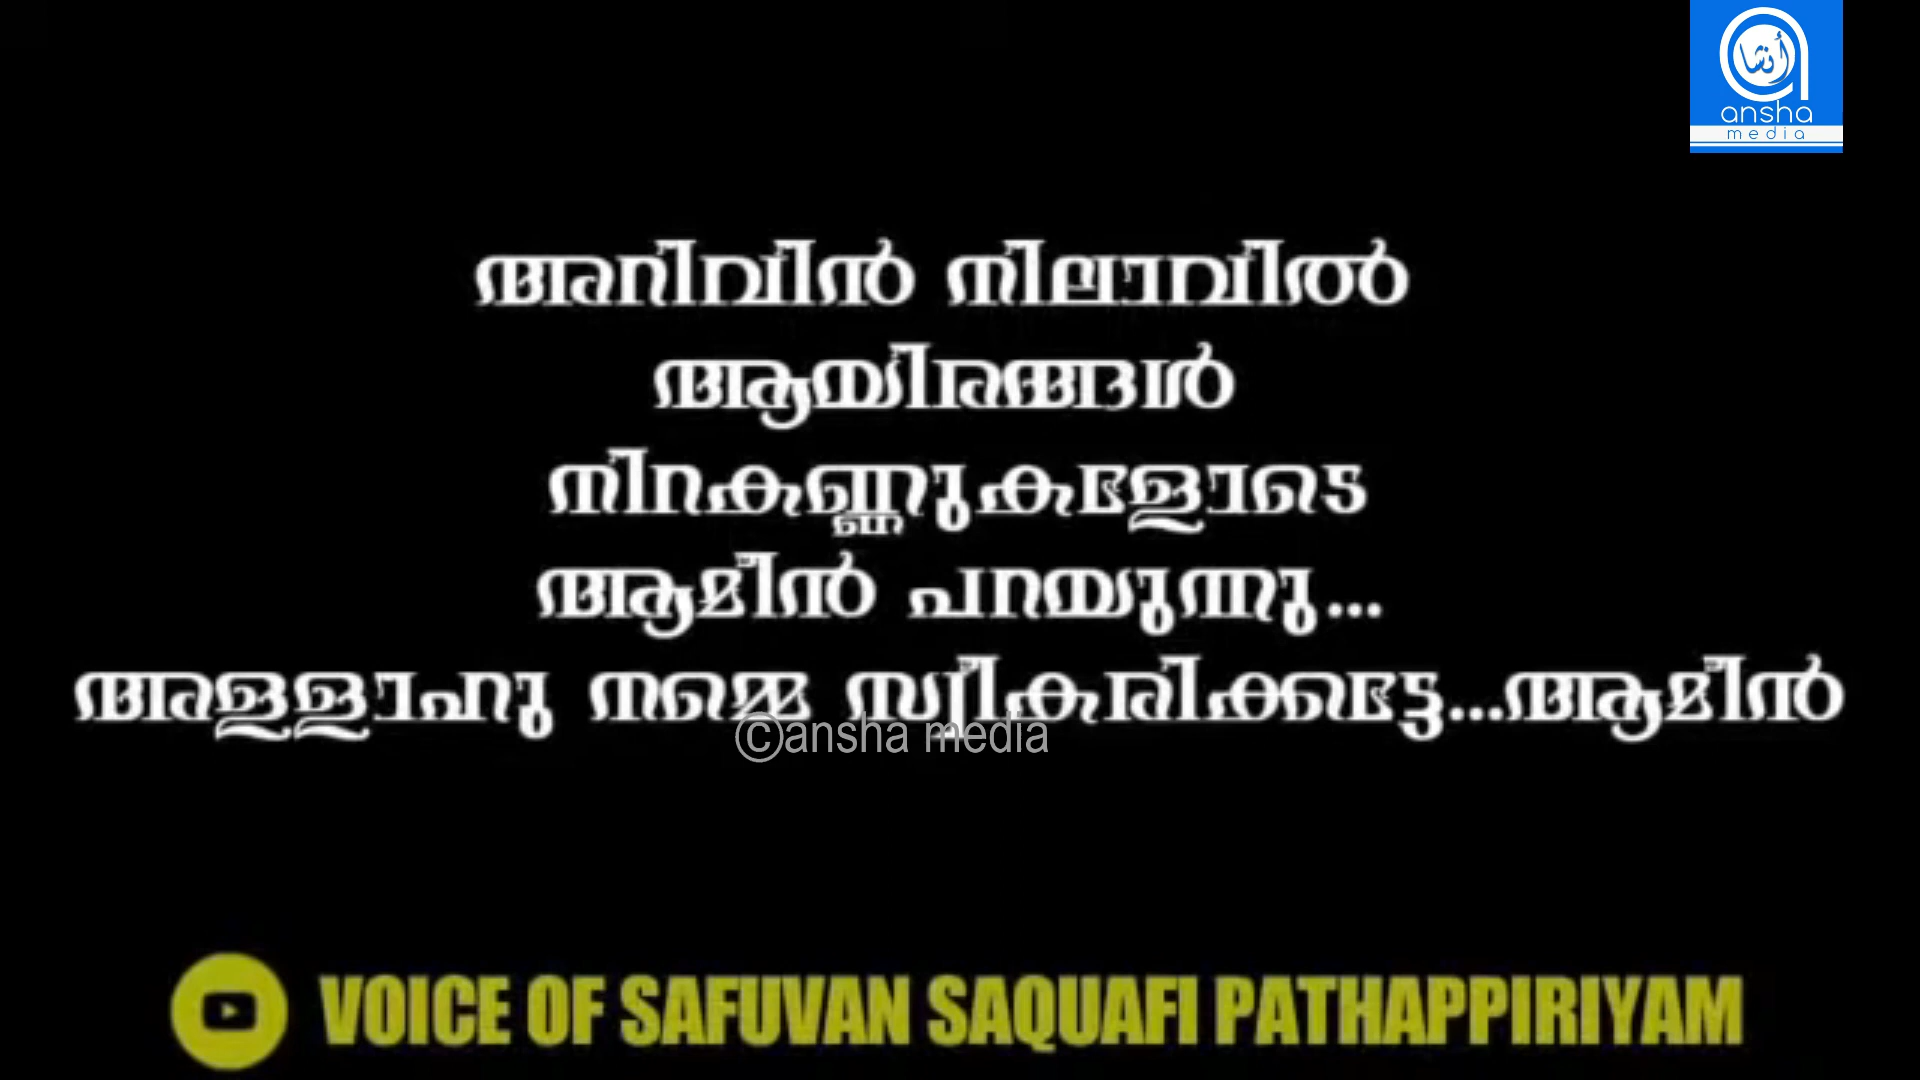 أنشا
ansha
media
അറിവിൻ നിലാവിൽ
ആയിരങ്ങൾ
നിറകണ്ണുകളോടെ
ആമീൻ പറയുന്നു...
അള്ളാഹു നമ്മെ സ്വീകരിക്കട്ടേ...ആമീൻ
©ansha media
VOICE OF SAFUVAN SAQUAFI PATHAPPIRIYAM